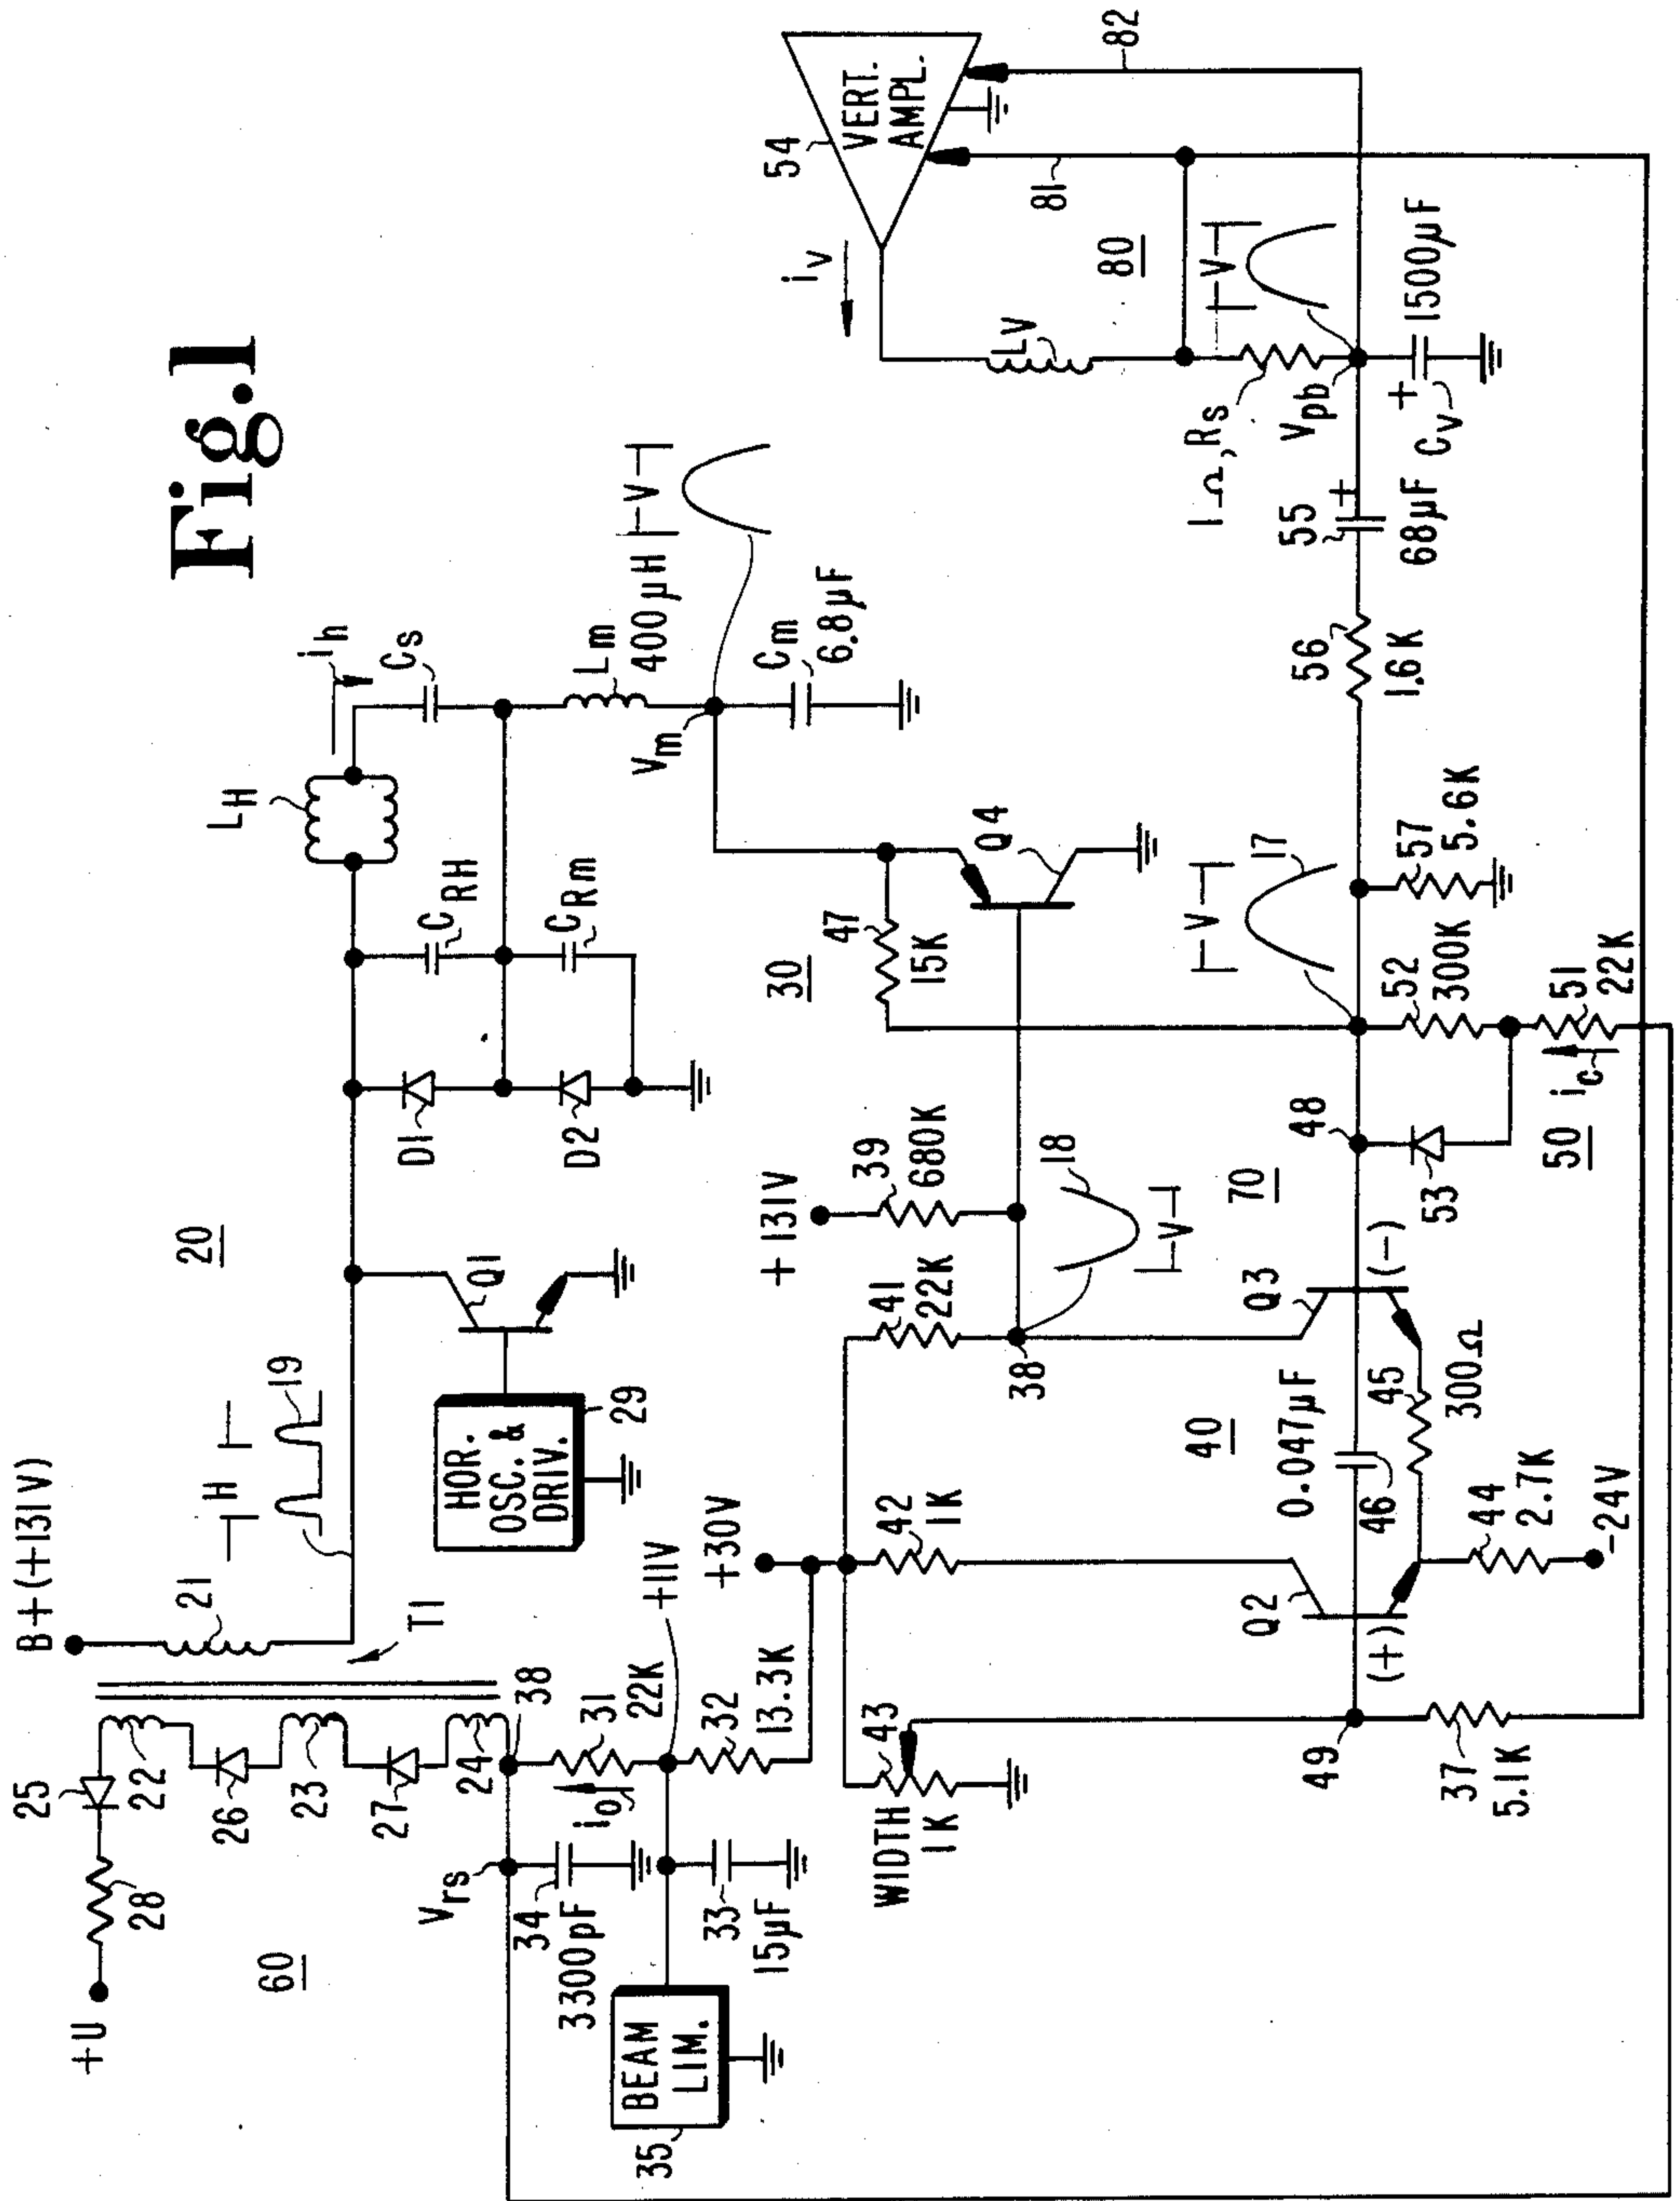 Fig.1
B+(+131V)
+U
25
28
22
26
23
27
24
21
T1
60
H
19
20
HOR.
OSC. &
DRIV.
29
Q1
D1
D2
CRH
CRm
LH
ih
Cs
Lm
400µH
Vm
Cm
6.8µF
V
38
Vrs
34
3300pF
31
22K
io
+11V
32
13.3K
33
15µF
BEAM
LIM.
35
+30V
WIDTH
1K
43
42
1K
41
22K
+131V
39
680K
38
18
V
30
47
15K
Q4
40
70
Q2
(+)
Q3
(-)
0.047µF
46
45
300Ω
44
2.7K
-24V
49
37
5.1K
48
53
50
52
300K
51
22K
ic
17
V
57
5.6K
56
1.6K
55
68µF
+
Vpb
1Ω, Rs
+
Cv
1500µF
V
80
Lv
iv
54
VERT.
AMPL.
81
82